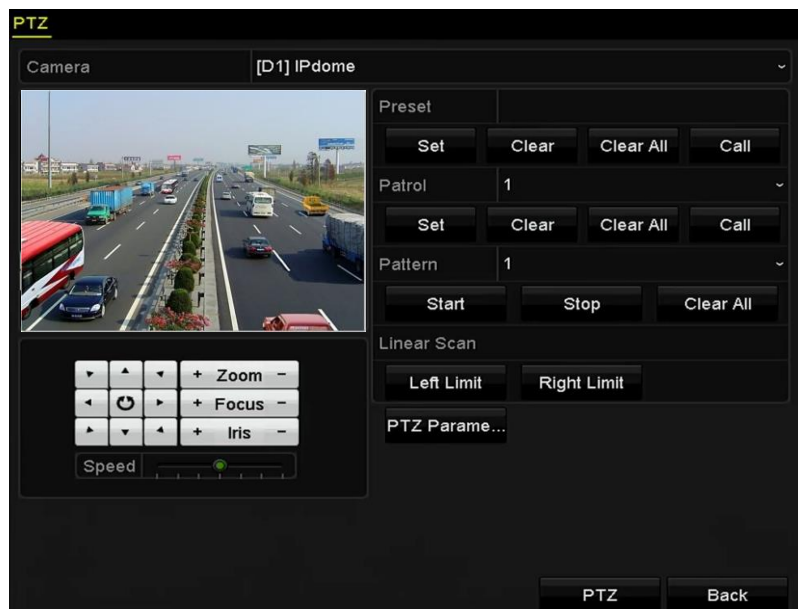 PTZ
Camera [D1] IPdome
Preset
Set Clear Clear All Call
Patrol 1
Set Clear Clear All Call
Pattern 1
Start Stop Clear All
Linear Scan
Left Limit Right Limit
PTZ Parame...
+ Zoom -
+ Focus -
+ Iris -
Speed
PTZ Back